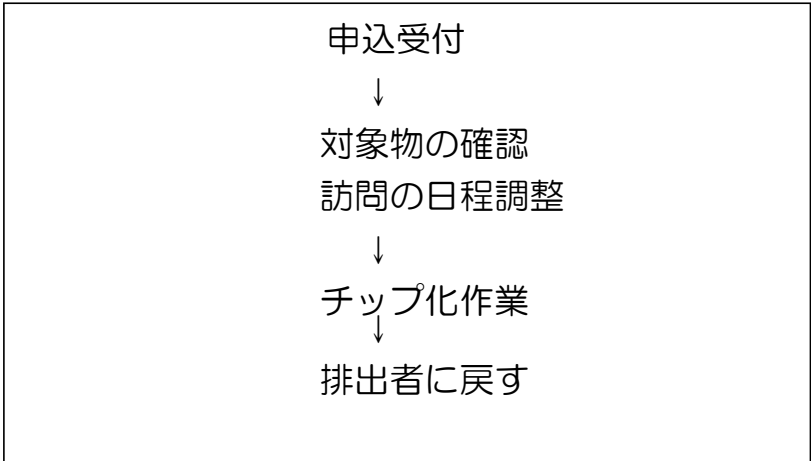 申込受付
↓
対象物の確認
訪問の日程調整
↓
チップ化作業
↓
排出者に戻す